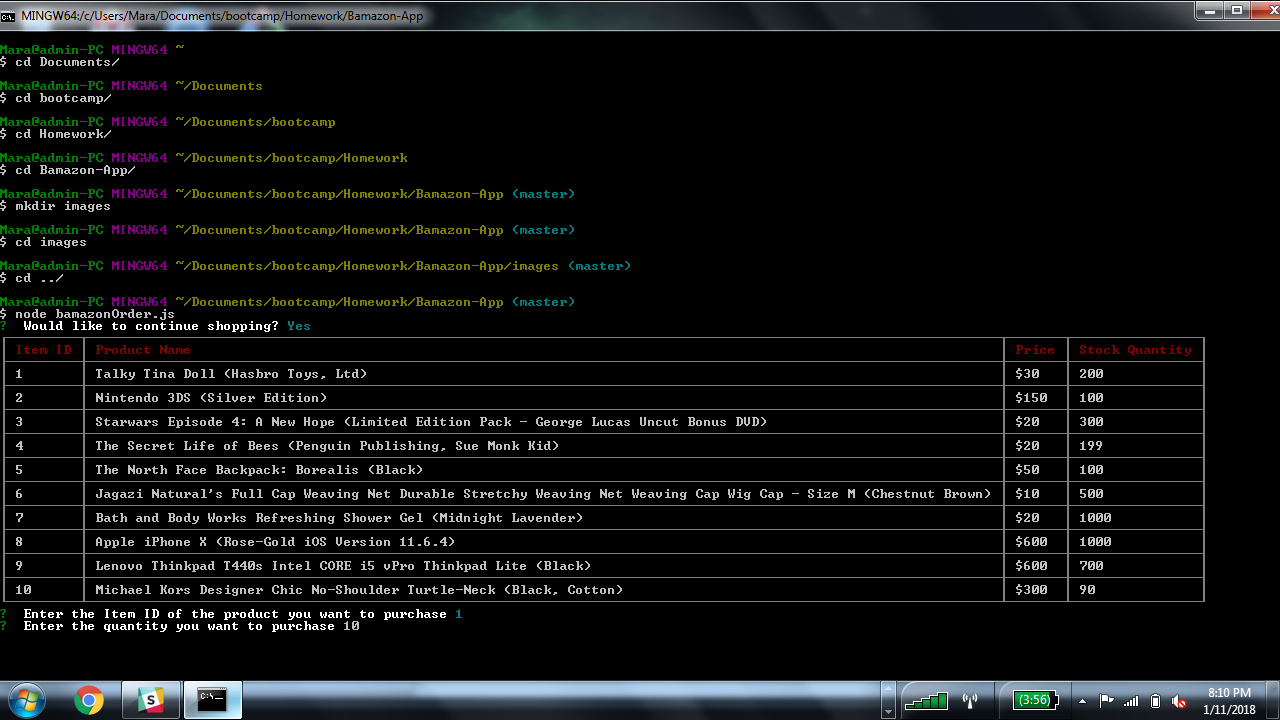 MINGW64:/c/Users/Mara/Documents/bootcamp/Homework/Bamazon-App
Mara@admin-PC MINGW64 ~
$ cd Documents/
Mara@admin-PC MINGW64 ~/Documents
$ cd bootcamp/
Mara@admin-PC MINGW64 ~/Documents/bootcamp
$ cd Homework/
Mara@admin-PC MINGW64 ~/Documents/bootcamp/Homework
$ cd Bamazon-App/
Mara@admin-PC MINGW64 ~/Documents/bootcamp/Homework/Bamazon-App (master)
$ mkdir images
Mara@admin-PC MINGW64 ~/Documents/bootcamp/Homework/Bamazon-App (master)
$ cd images
Mara@admin-PC MINGW64 ~/Documents/bootcamp/Homework/Bamazon-App/images (master)
$ cd ../
Mara@admin-PC MINGW64 ~/Documents/bootcamp/Homework/Bamazon-App (master)
$ node bamazonOrder.js
? Would like to continue shopping? Yes
Item ID Product Name Price Stock Quantity
1 Talky Tina Doll (Hasbro Toys, Ltd) $30 200
2 Nintendo 3DS (Silver Edition) $150 100
3 Starwars Episode 4: A New Hope (Limited Edition Pack - George Lucas Uncut Bonus DVD) $20 300
4 The Secret Life of Bees (Penguin Publishing, Sue Monk Kid) $20 199
5 The North Face Backpack: Borealis (Black) $50 100
6 Jagazi Natural's Full Cap Weaving Net Durable Stretchy Weaving Net Weaving Cap Wig Cap - Size M (Chestnut Brown) $10 500
7 Bath and Body Works Refreshing Shower Gel (Midnight Lavender) $20 1000
8 Apple iPhone X (Rose-Gold iOS Version 11.6.4) $600 1000
9 Lenovo Thinkpad T440s Intel CORE i5 vPro Thinkpad Lite (Black) $600 700
10 Michael Kors Designer Chic No-Shoulder Turtle-Neck (Black, Cotton) $300 90
? Enter the Item ID of the product you want to purchase 1
? Enter the quantity you want to purchase 10
(3:56)
8:10 PM
1/11/2018